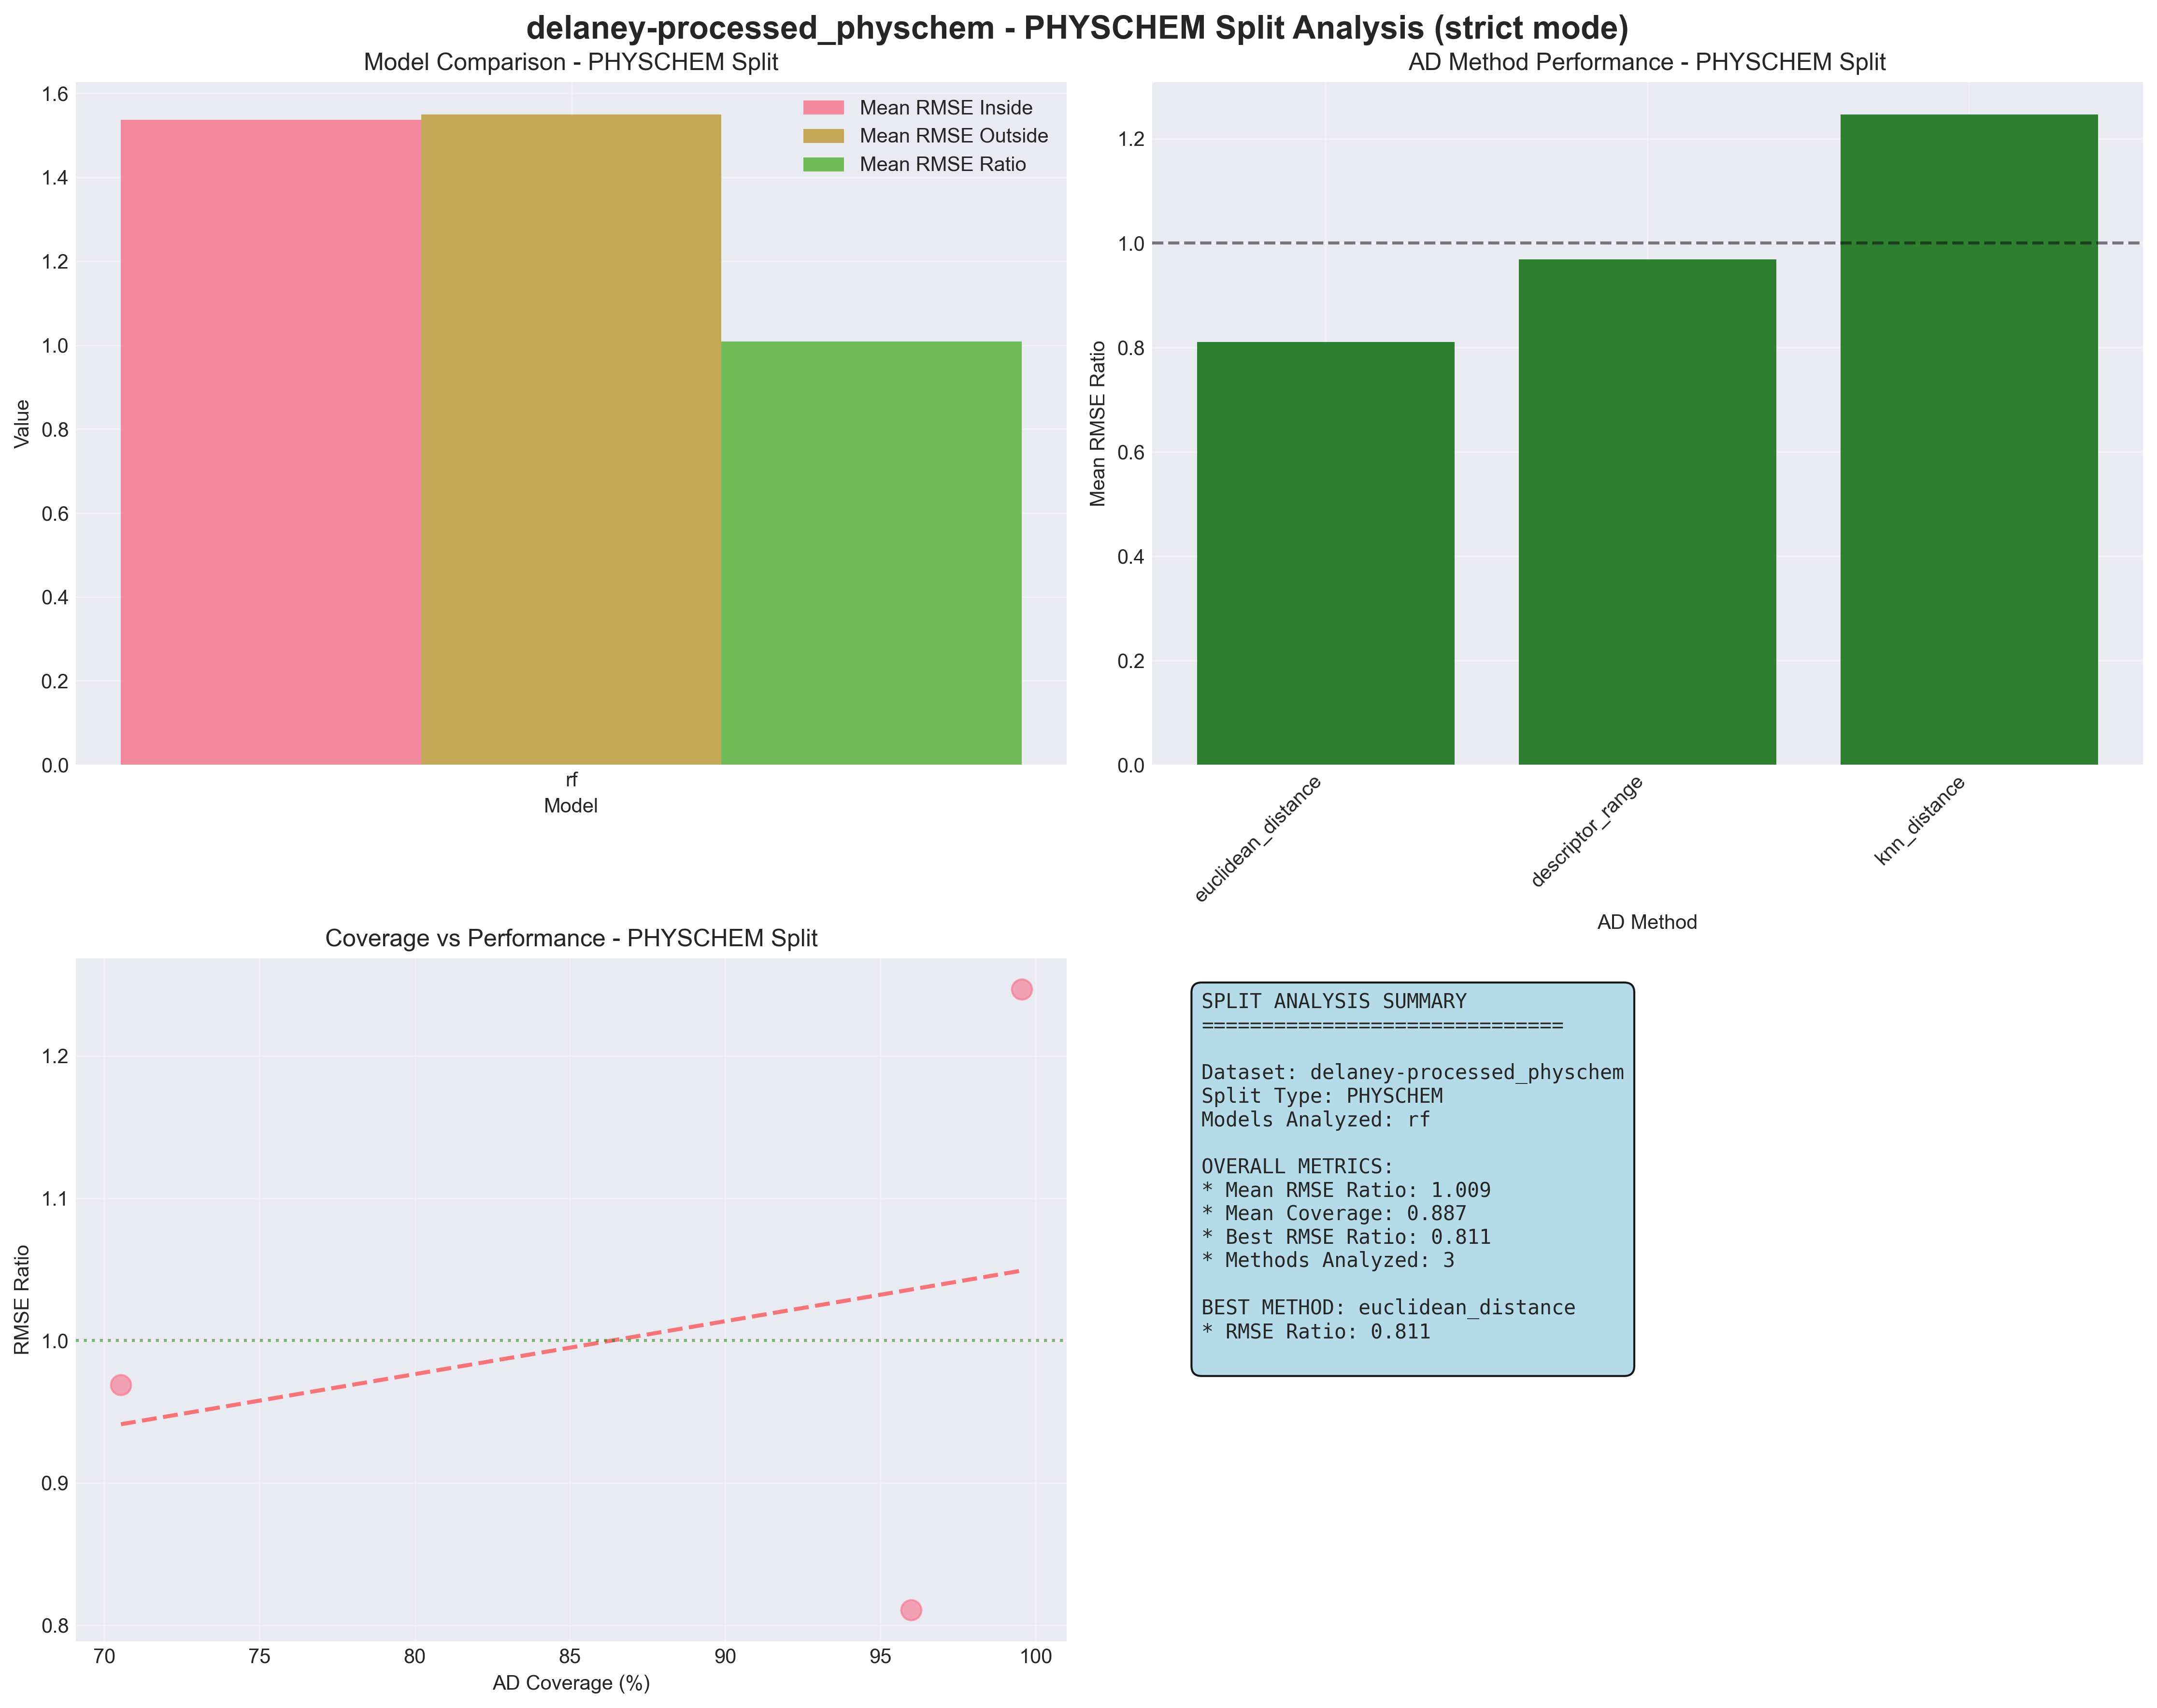 delaney-processed_physchem - PHYSCHEM Split Analysis (strict mode)
Model Comparison - PHYSCHEM Split
Mean RMSE Inside
Mean RMSE Outside
Mean RMSE Ratio
1.6
1.4
1.2
1.0
0.8
0.6
0.4
0.2
0.0
Value
rf
Model
AD Method Performance - PHYSCHEM Split
1.2
1.0
0.8
0.6
0.4
0.2
0.0
Mean RMSE Ratio
euclidean_distance
descriptor_range
knn_distance
AD Method
Coverage vs Performance - PHYSCHEM Split
1.2
1.1
1.0
0.9
0.8
RMSE Ratio
70 75 80 85 90 95 100
AD Coverage (%)
SPLIT ANALYSIS SUMMARY
==============================
Dataset: delaney-processed_physchem
Split Type: PHYSCHEM
Models Analyzed: rf
OVERALL METRICS:
* Mean RMSE Ratio: 1.009
* Mean Coverage: 0.887
* Best RMSE Ratio: 0.811
* Methods Analyzed: 3
BEST METHOD: euclidean_distance
* RMSE Ratio: 0.811